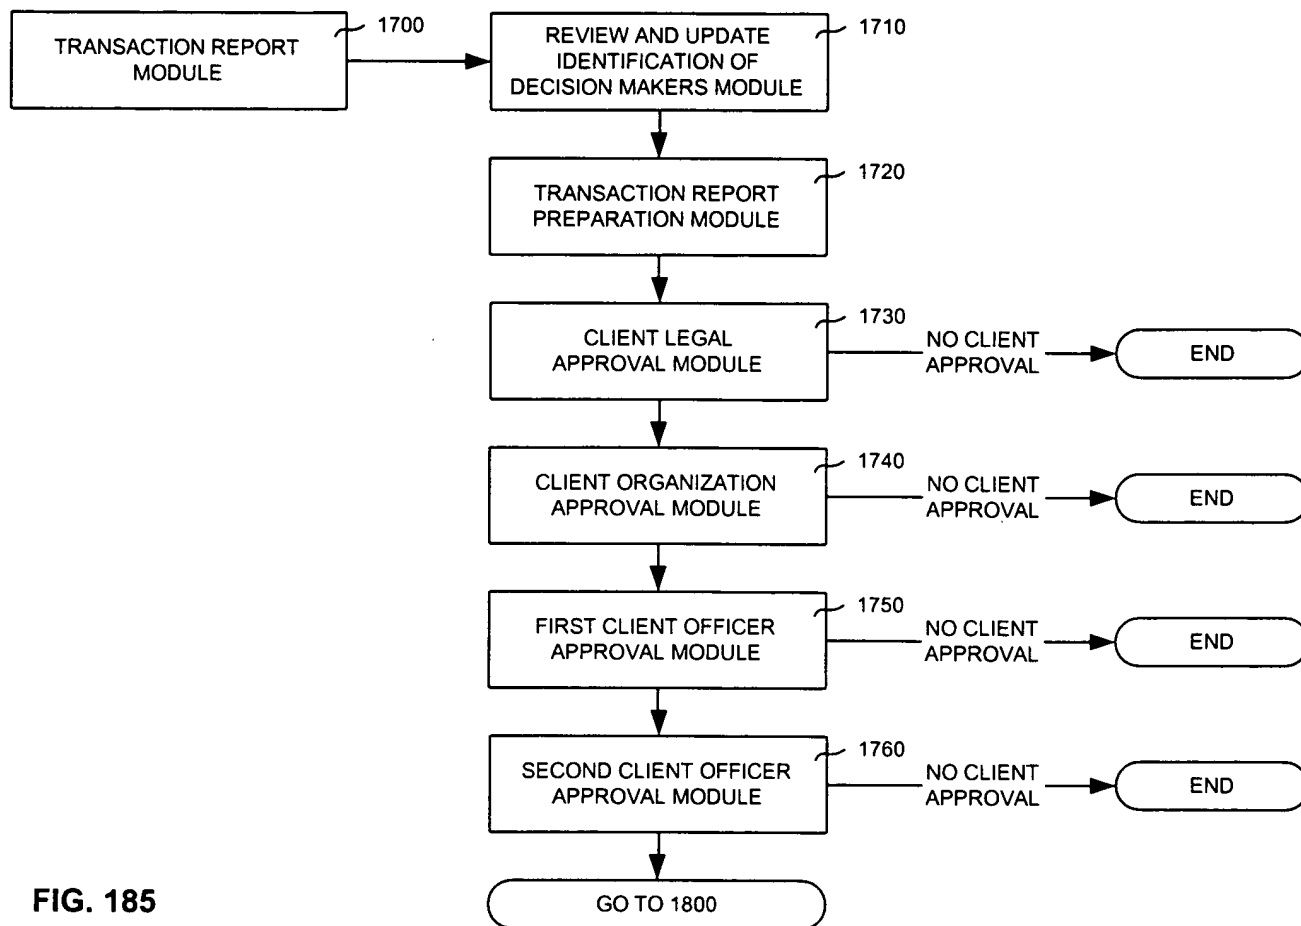 TRANSACTION REPORT
MODULE
1700
REVIEW AND UPDATE
IDENTIFICATION OF
DECISION MAKERS MODULE
1710
TRANSACTION REPORT
PREPARATION MODULE
1720
CLIENT LEGAL
APPROVAL MODULE
1730
NO CLIENT
APPROVAL
END
CLIENT ORGANIZATION
APPROVAL MODULE
1740
NO CLIENT
APPROVAL
END
FIRST CLIENT OFFICER
APPROVAL MODULE
1750
NO CLIENT
APPROVAL
END
SECOND CLIENT OFFICER
APPROVAL MODULE
1760
NO CLIENT
APPROVAL
END
GO TO 1800
FIG. 185